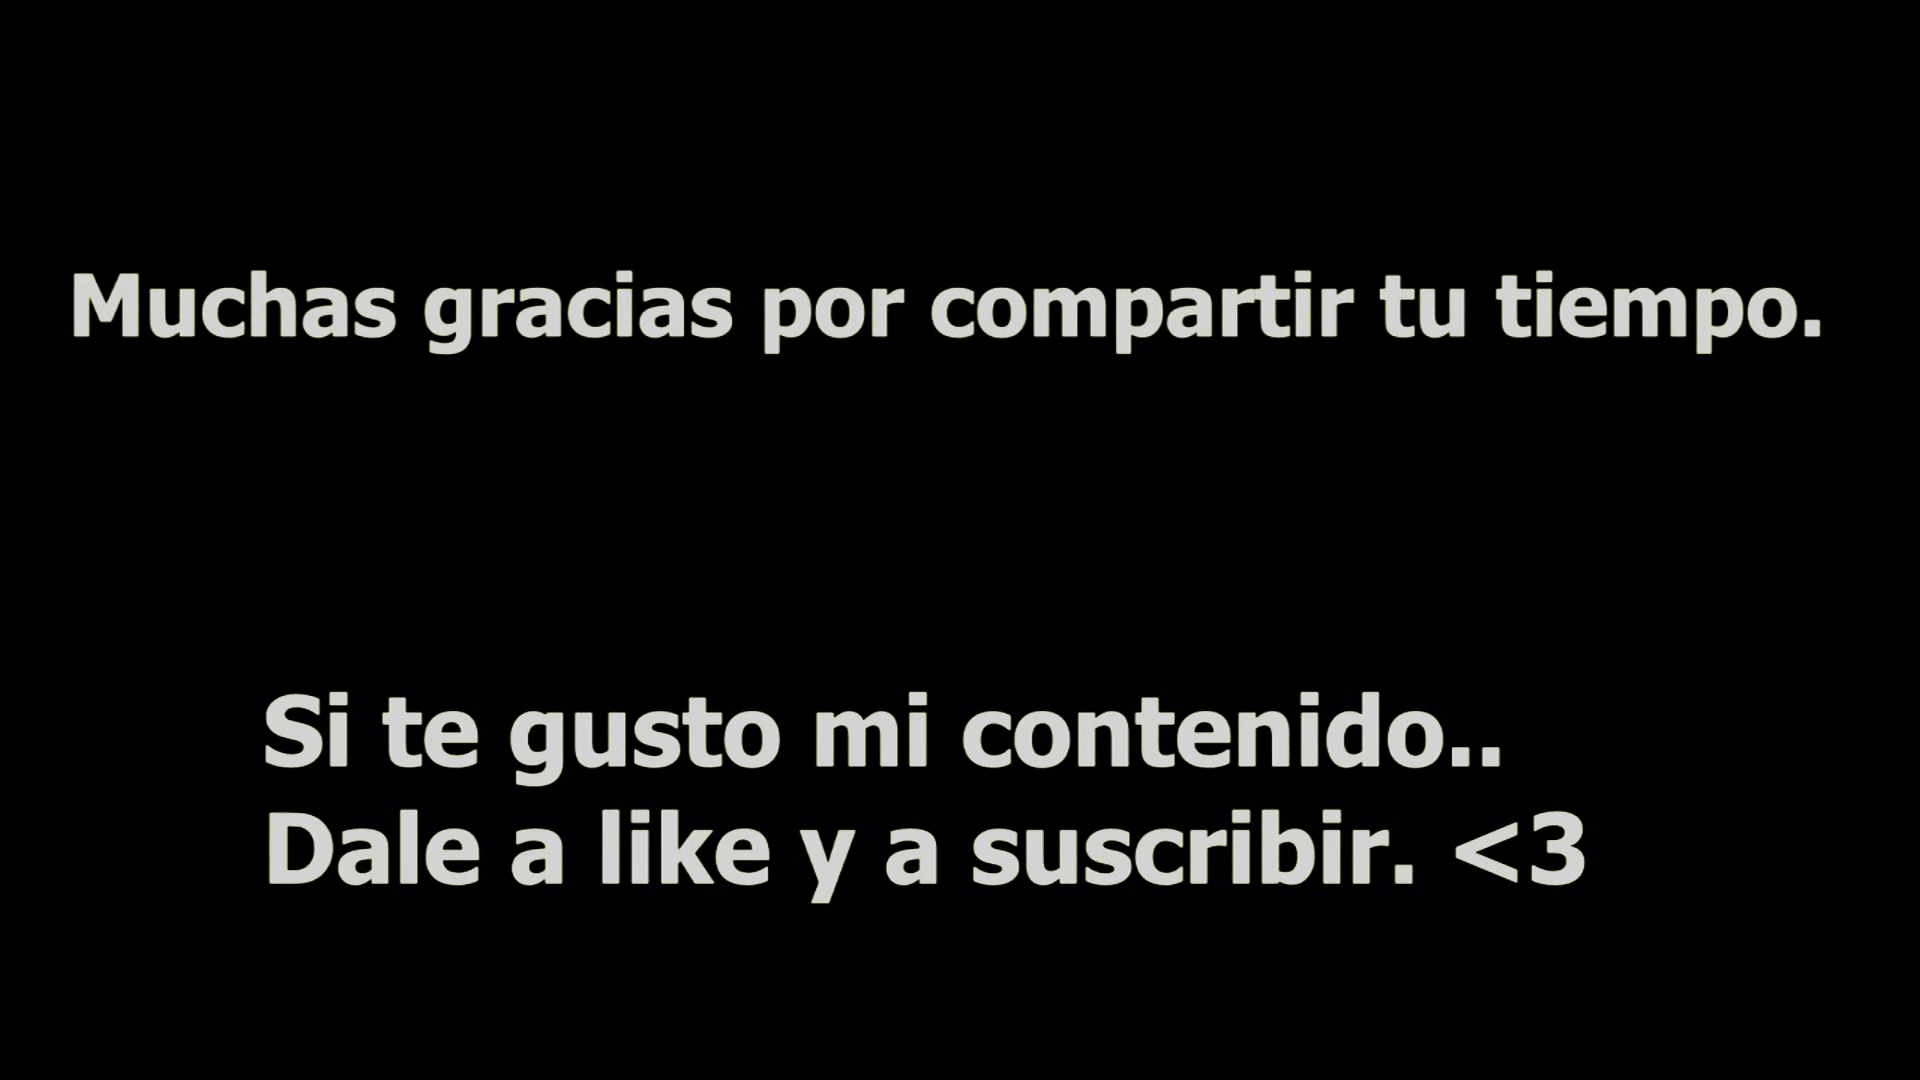 Muchas gracias por compartir tu tiempo.
Si te gusto mi contenido..
Dale a like y a suscribir. <3